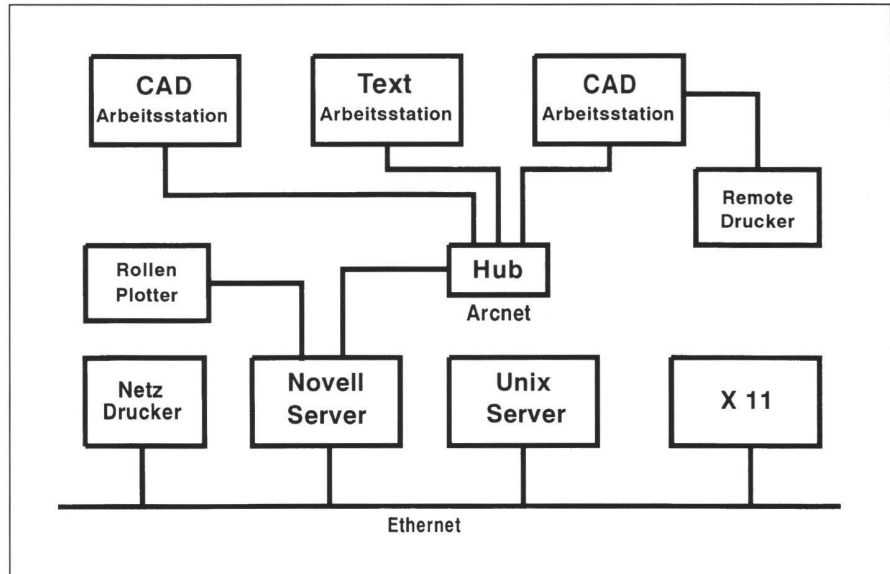 CAD
Arbeitsstation
Text
Arbeitsstation
CAD
Arbeitsstation
Remote
Drucker
Rollen
Plotter
Hub
Arcnet
Netz
Drucker
Novell
Server
Unix
Server
X 11
Ethernet